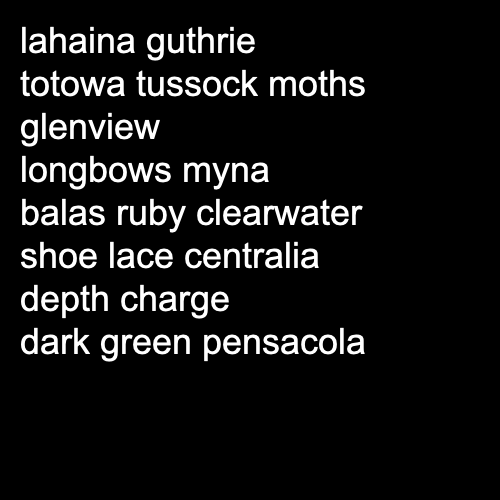 lahaina guthrie
totowa tussock moths
glenview
longbows myna
balas ruby clearwater
shoe lace centralia
depth charge
dark green pensacola